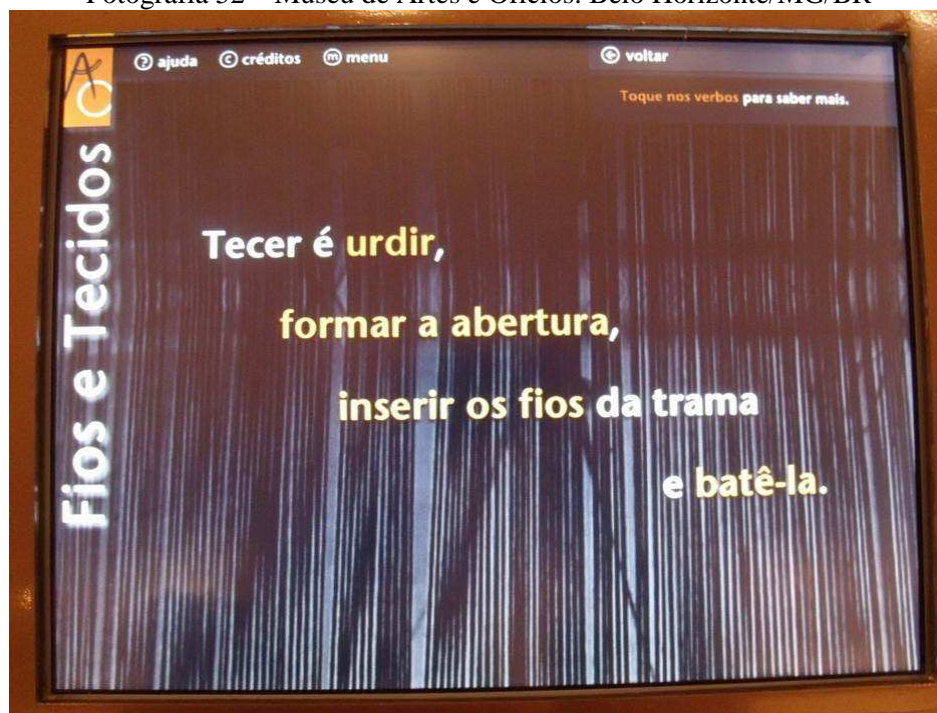 Fotografia 52 – Museu de Artes e Ofícios. Belo Horizonte/MG/BR
? ajuda C créditos m menu voltar
Toque nos verbos para saber mais.
Fios e Tecidos
Tecer é urdir,
formar a abertura,
inserir os fios da trama
e batê-la.